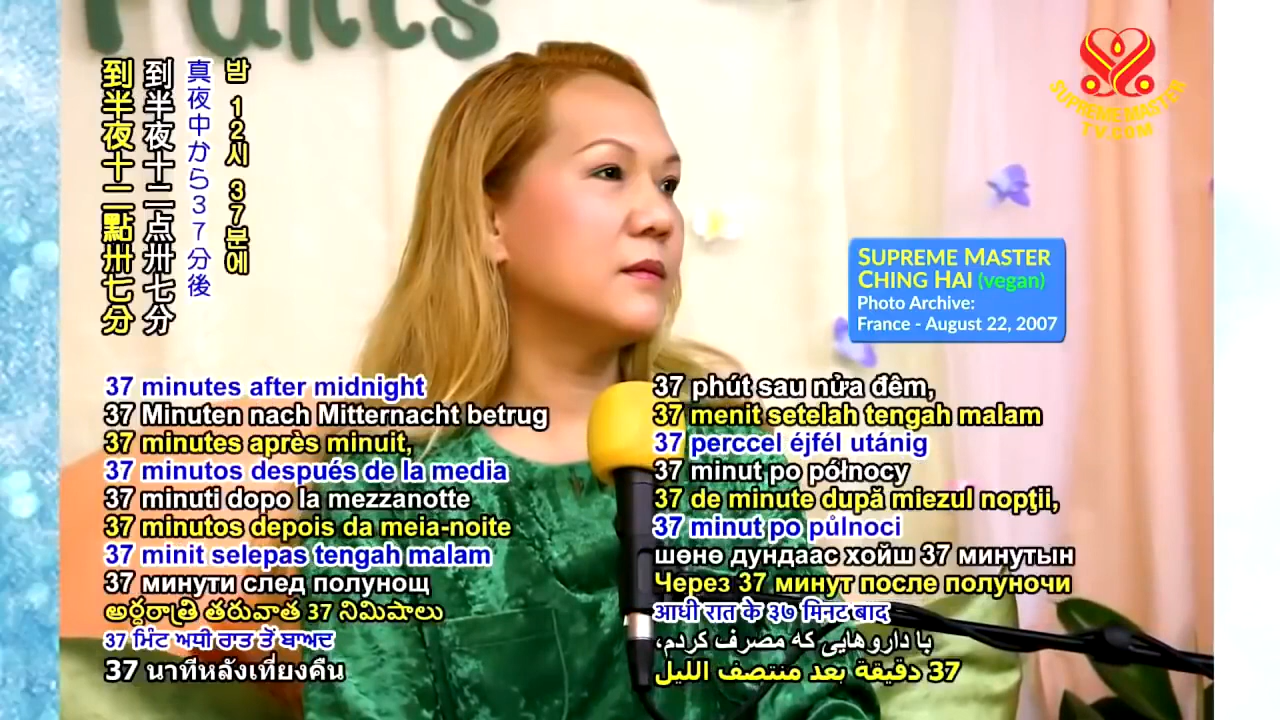 到半夜十二點卅七分
到半夜十二点卅七分
真夜中から37分後
밤 12시 37분에
SUPREME MASTER
TV.COM
SUPREME MASTER
CHING HAI (vegan)
Photo Archive:
France - August 22, 2007
37 minutes after midnight
37 Minuten nach Mitternacht betrug
37 minutes après minuit,
37 minutos después de la media
37 minuti dopo la mezzanotte
37 minutos depois da meia-noite
37 minit selepas tengah malam
37 минути след полунощ
అర్ధరాత్రి తరువాత 37 నిమిషాలు
37 ਮਿੰਟ ਅਧੀ ਰਾਤ ਤੋਂ ਬਾਅਦ
37 นาทีหลังเที่ยงคืน
37 phút sau nửa đêm,
37 menit setelah tengah malam
37 perccel éjfél utánig
37 minut po północy
37 de minute după miezul nopţii,
37 minut po půlnoci
шөнө дундаас хойш 37 минутын
Через 37 минут после полуночи
आधी रात के ३७ मिनट बाद
با داروهایی که مصرف کردم،
37 دقيقة بعد منتصف الليل